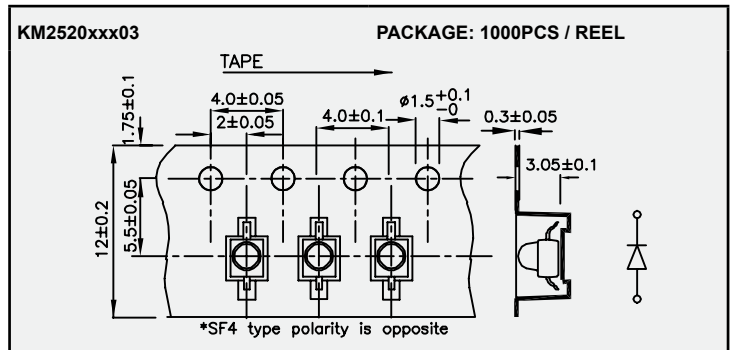 KM2520xxx03
PACKAGE: 1000PCS / REEL
TAPE
1.75±0.1
4.0±0.05
2±0.05
4.0±0.1
ø1.5+0.1
-0
0.3±0.05
3.05±0.1
12±0.2
5.5±0.05
*SF4 type polarity is opposite